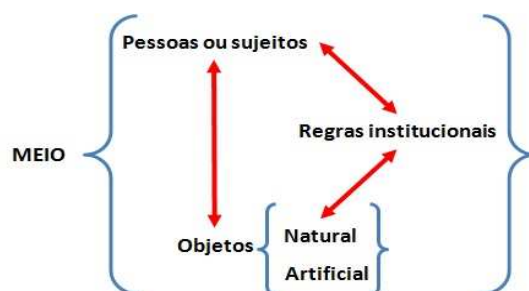 Pessoas ou sujeitos
Regras institucionais
MEIO
Objetos
Natural
Artificial